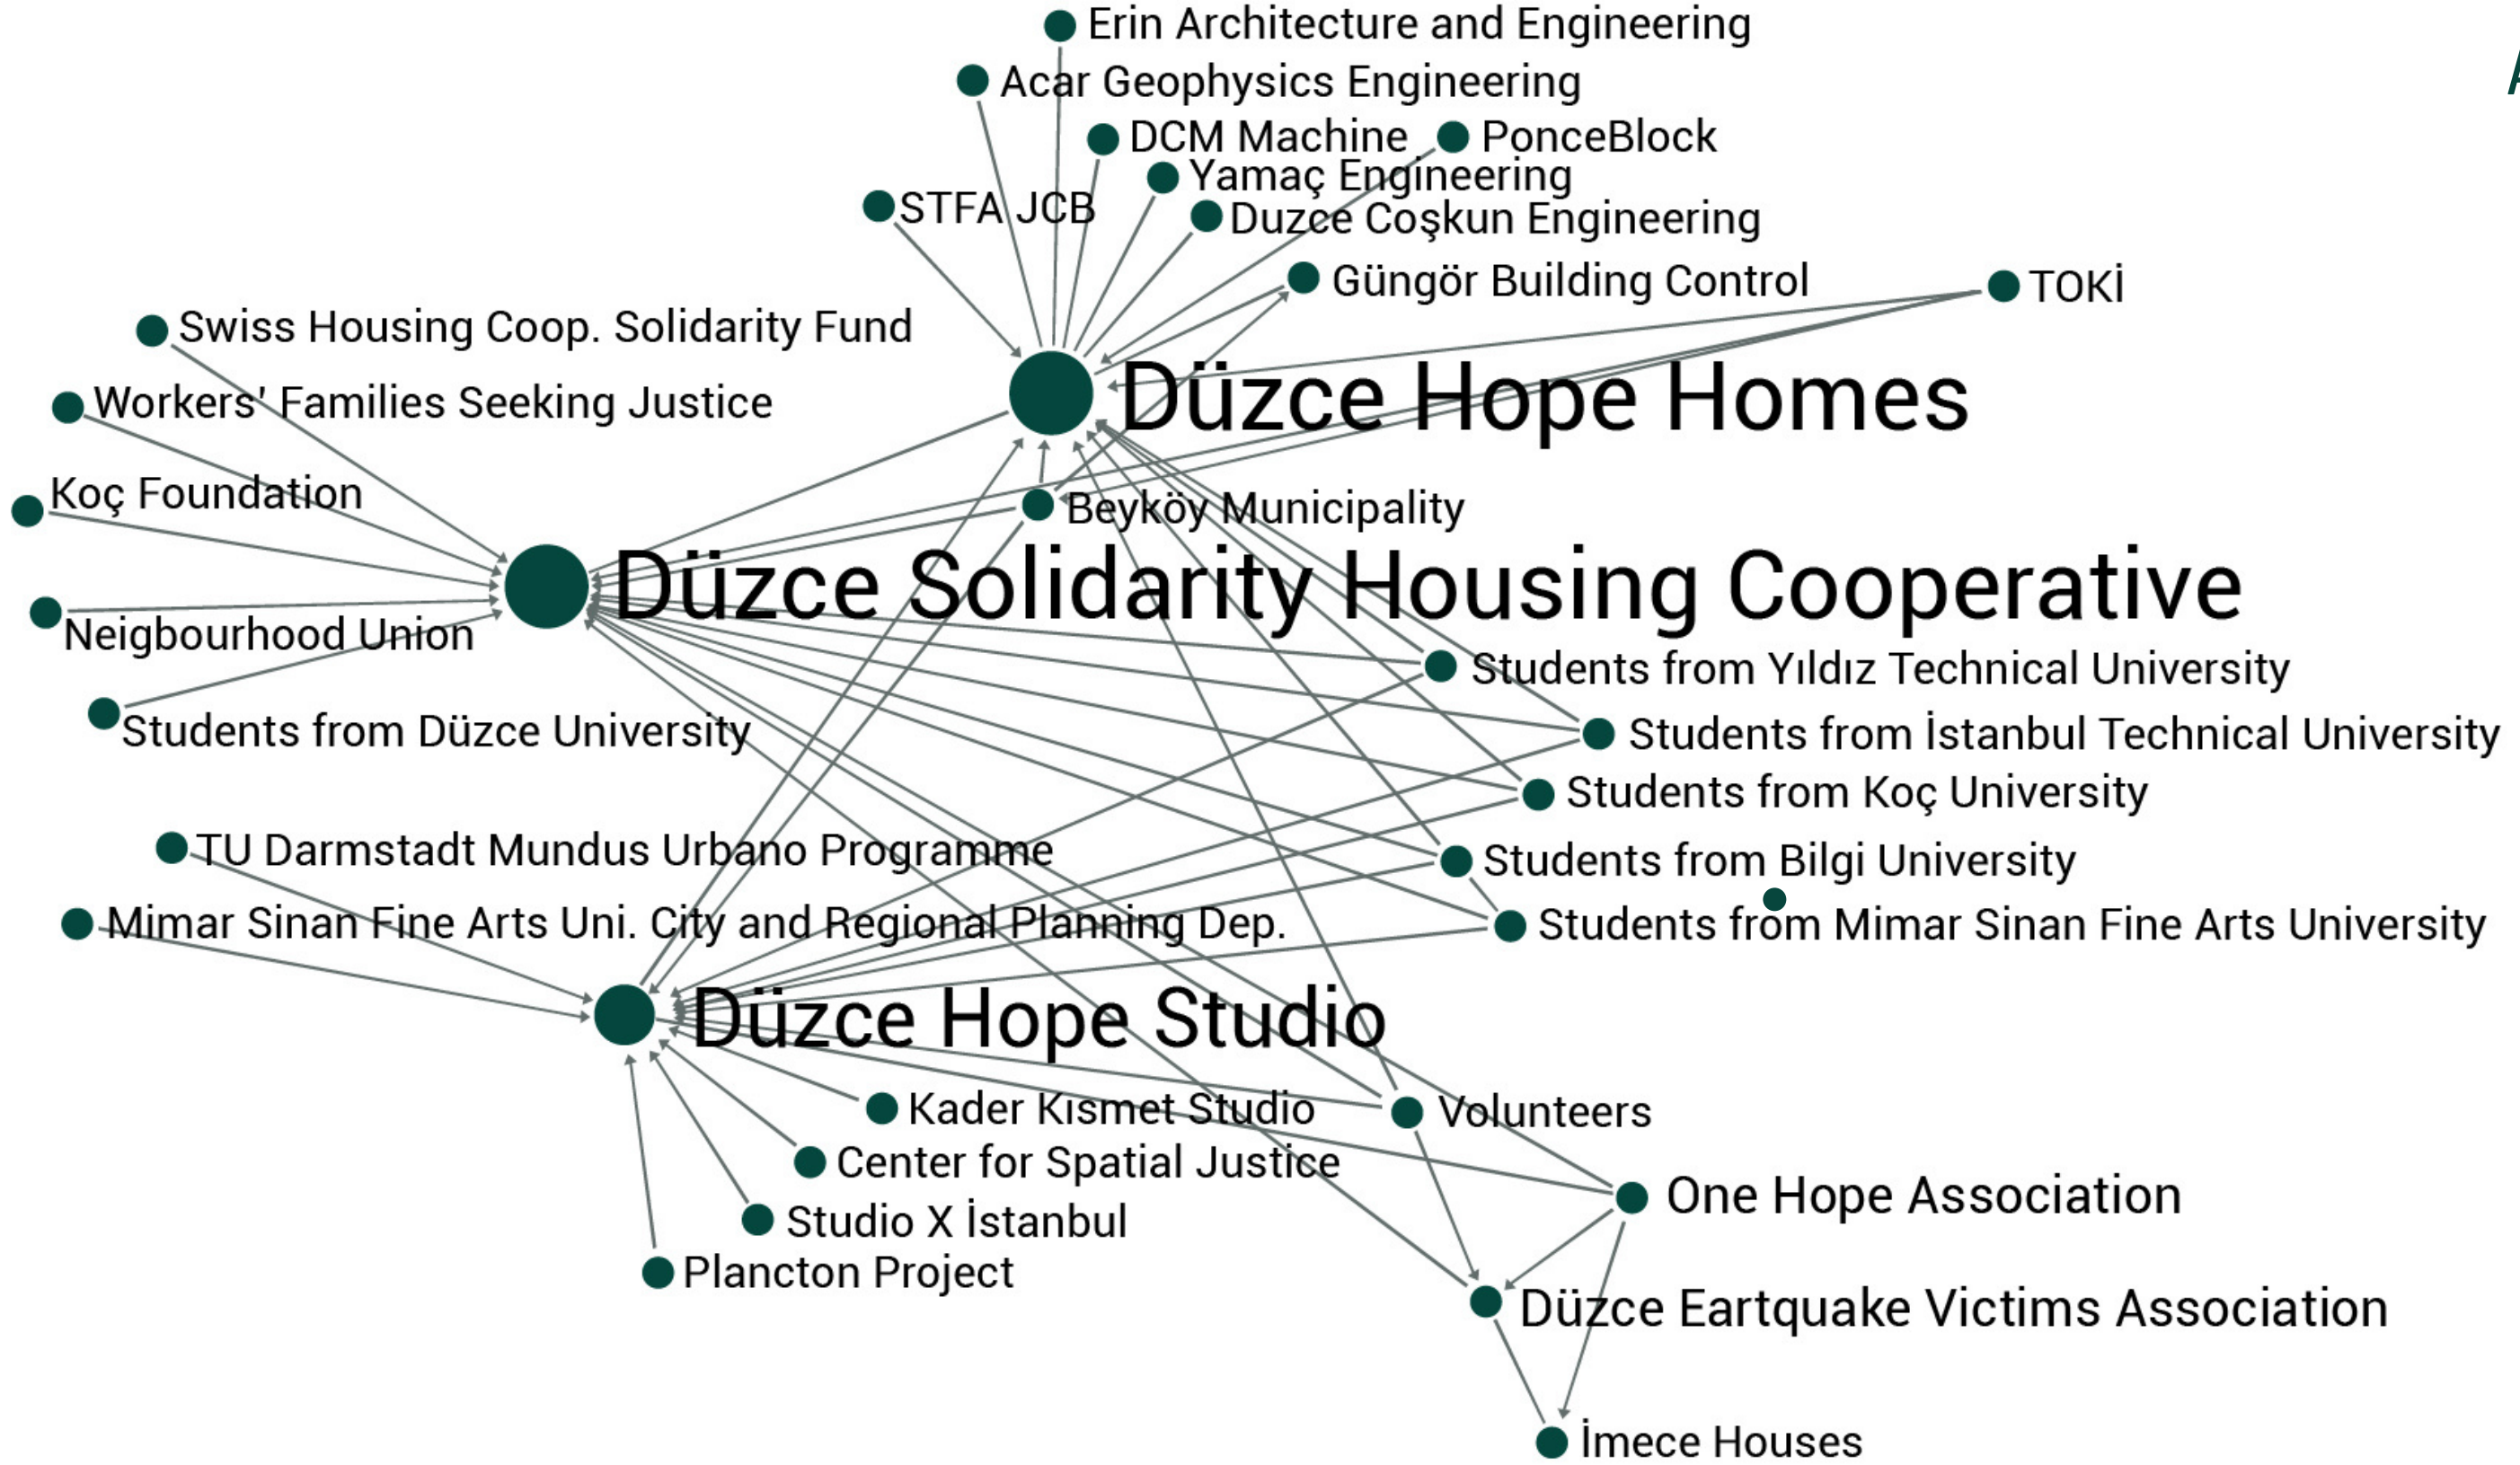 Erin Architecture and Engineering
Acar Geophysics Engineering
DCM Machine
PonceBlock
Yamaç Engineering
STFA JCB
Duzce Coşkun Engineering
Güngör Building Control
TOKİ
Swiss Housing Coop. Solidarity Fund
Düzce Hope Homes
Workers' Families Seeking Justice
Koç Foundation
Beyköy Municipality
Düzce Solidarity Housing Cooperative
Neigbourhood Union
Students from Yıldız Technical University
Students from Düzce University
Students from İstanbul Technical University
Students from Koç University
TU Darmstadt Mundus Urbano Programme
Students from Bilgi University
Mimar Sinan Fine Arts Uni. City and Regional Planning Dep.
Students from Mimar Sinan Fine Arts University
Düzce Hope Studio
Kader Kısmet Studio
Volunteers
Center for Spatial Justice
One Hope Association
Studio X İstanbul
Plancton Project
Düzce Eartquake Victims Association
İmece Houses